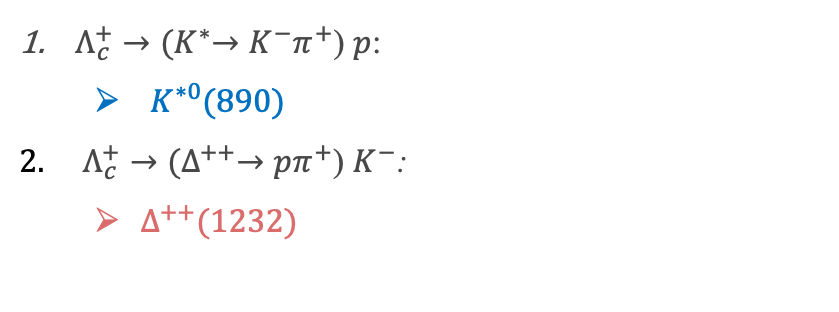 1. Λc+ → (K*→ K−π+) p:
➢ K*0(890)
2. Λc+ → (Δ++→ pπ+) K−:
➢ Δ++(1232)